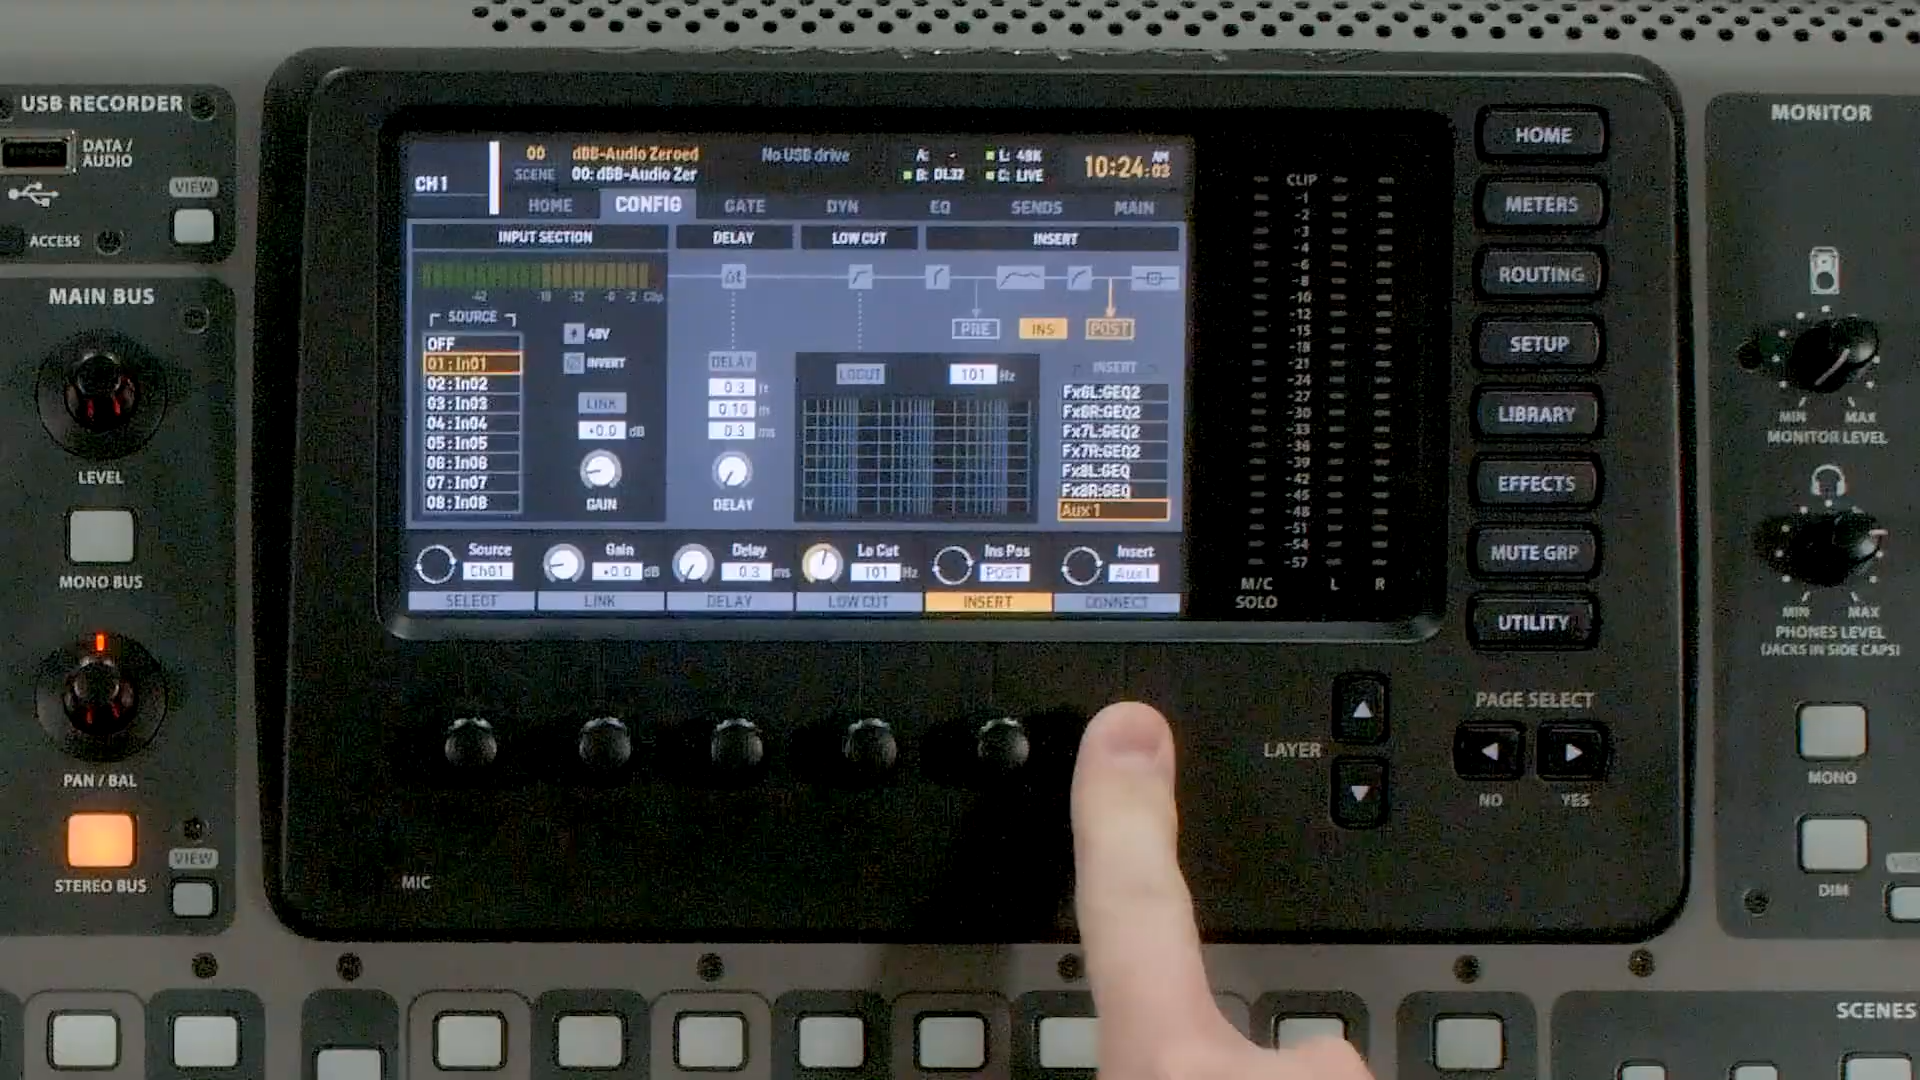 USB RECORDER
DATA /
AUDIO
VIEW
ACCESS
MAIN BUS
LEVEL
MONO BUS
PAN / BAL
STEREO BUS
VIEW
CH1
00
SCENE
dBB-Audio Zeroed
00: dBB-Audio Zer
No USB drive
A: -
B: DL32
L: 48K
C: LIVE
10:24:03 AM
HOME CONFIG GATE DYN EQ SENDS MAIN
INPUT SECTION DELAY LOW CUT INSERT
-42 -18 -12 -6 -2 Clip
SOURCE
OFF
01:In01
02:In02
03:In03
04:In04
05:In05
06:In06
07:In07
08:In08
48V
INVERT
LINK
+0.0 dB
GAIN
Δt
DELAY
0.3 ft
0.10 m
0.3 ms
DELAY
LOCUT 101 Hz
PRE INS POST
INSERT
Fx6L:GEQ2
Fx6R:GEQ2
Fx7L:GEQ2
Fx7R:GEQ2
Fx8L:GEQ
Fx8R:GEQ
Aux 1
Source Gain Delay Lo Cut Ins Pos Insert
Ch01 +0.0 dB 0.3 ms 101 Hz POST Aux1
SELECT LINK DELAY LOW CUT INSERT CONNECT
CLIP
-1
-2
-3
-4
-6
-8
-10
-12
-15
-18
-21
-24
-27
-30
-33
-36
-39
-42
-45
-48
-51
-54
-57
M/C
SOLO
L R
HOME
METERS
ROUTING
SETUP
LIBRARY
EFFECTS
MUTE GRP
UTILITY
LAYER
PAGE SELECT
NO YES
MIC
MONITOR
MIN MAX
MONITOR LEVEL
MIN MAX
PHONES LEVEL
(JACKS IN SIDE CAPS)
MONO
DIM
SCENES